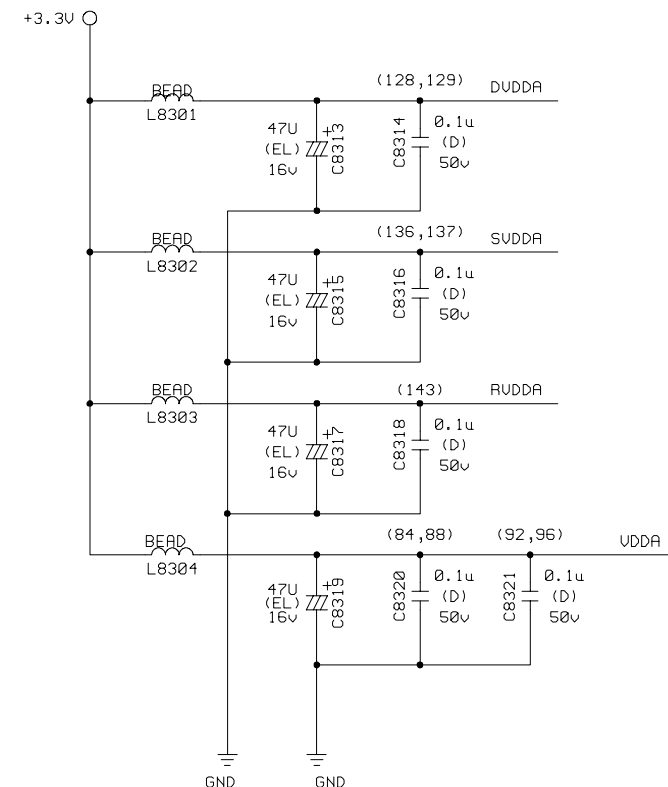 +3.3V
BEAD
L8301
(128,129)
DVDDA
47U
(EL)
16v
C8313
+
C8314
0.1u
(D)
50v
BEAD
L8302
(136,137)
SVDDA
47U
(EL)
16v
+
C8315
C8316
0.1u
(D)
50v
BEAD
L8303
(143)
RVDDA
47U
(EL)
16v
+
C8317
C8318
0.1u
(D)
50v
BEAD
L8304
(84,88)
(92,96)
VDDA
47U
(EL)
16v
+
C8319
C8320
0.1u
(D)
50v
C8321
0.1u
(D)
50v
GND
GND